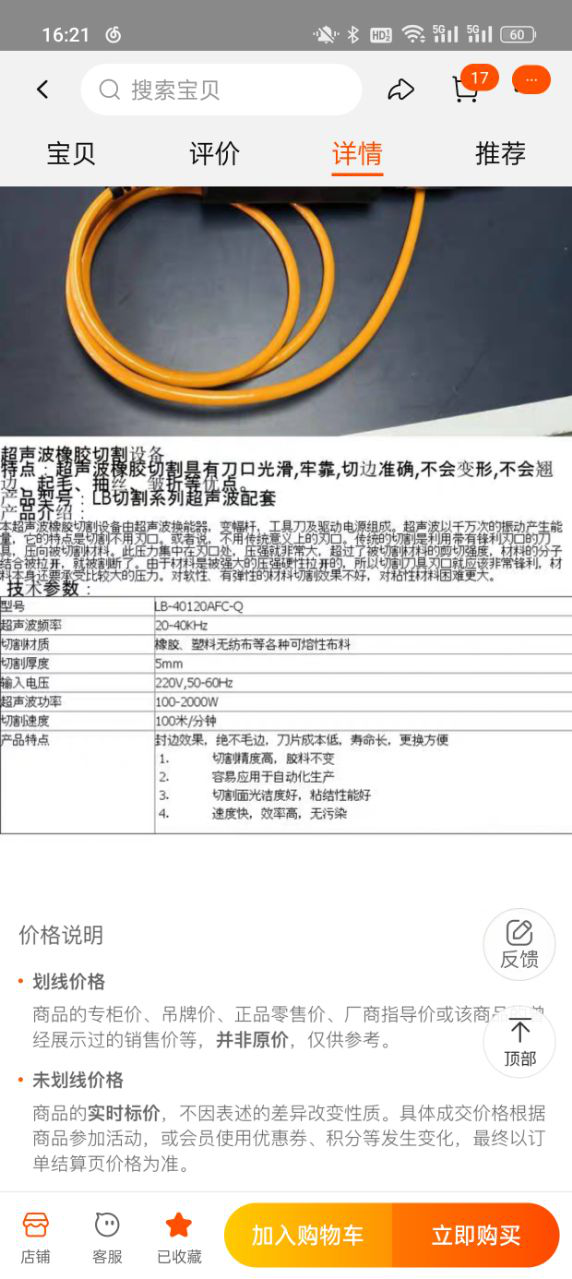 16:21
HD
5G
5G
60
搜索宝贝
17
...
宝贝
评价
详情
推荐
超声波橡胶切割设备
特点：超声波橡胶切割具有刀口光滑,牢靠,切边准确,不会变形,不会翘
边、起毛、抽丝、皱折等优点。
产品型号：LB切割系列超声波配套
产品介绍：
本超声波橡胶切割设备由超声波换能器，变幅杆，工具刀及驱动电源组成。超声波以千万次的振动产生能
量，它的特点是切割不用刃口。或者说，不用传统意义上的刃口。传统的切割是利用带有锋利刃口的刀
具，压向被切割材料。此压力集中在刃口处，压强就非常大，超过了被切割材料的剪切强度，材料的分子
结合被拉开，就被割断了。由于材料是被强大的压强硬性拉开的，所以切割刀具刃口就应该非常锋利，材
料本身还要承受比较大的压力。对软性、有弹性的材料切割效果不好，对粘性材料困难更大。
技术参数：
型号 LB-40120AFC-Q
超声波频率 20-40KHz
切割材质 橡胶、塑料无纺布等各种可熔性布料
切割厚度 5mm
输入电压 220V,50-60Hz
超声波功率 100-2000W
切割速度 100米/分钟
产品特点 封边效果，绝不毛边，刀片成本低，寿命长，更换方便
1. 切割精度高，胶料不变
2. 容易应用于自动化生产
3. 切割面光洁度好，粘结性能好
4. 速度快，效率高，无污染
价格说明
反馈
• 划线价格
商品的专柜价、吊牌价、正品零售价、厂商指导价或该商品的曾
经展示过的销售价等，并非原价，仅供参考。
顶部
• 未划线价格
商品的实时标价，不因表述的差异改变性质。具体成交价格根据
商品参加活动，或会员使用优惠券、积分等发生变化，最终以订
单结算页价格为准。
店铺
客服
已收藏
加入购物车
立即购买